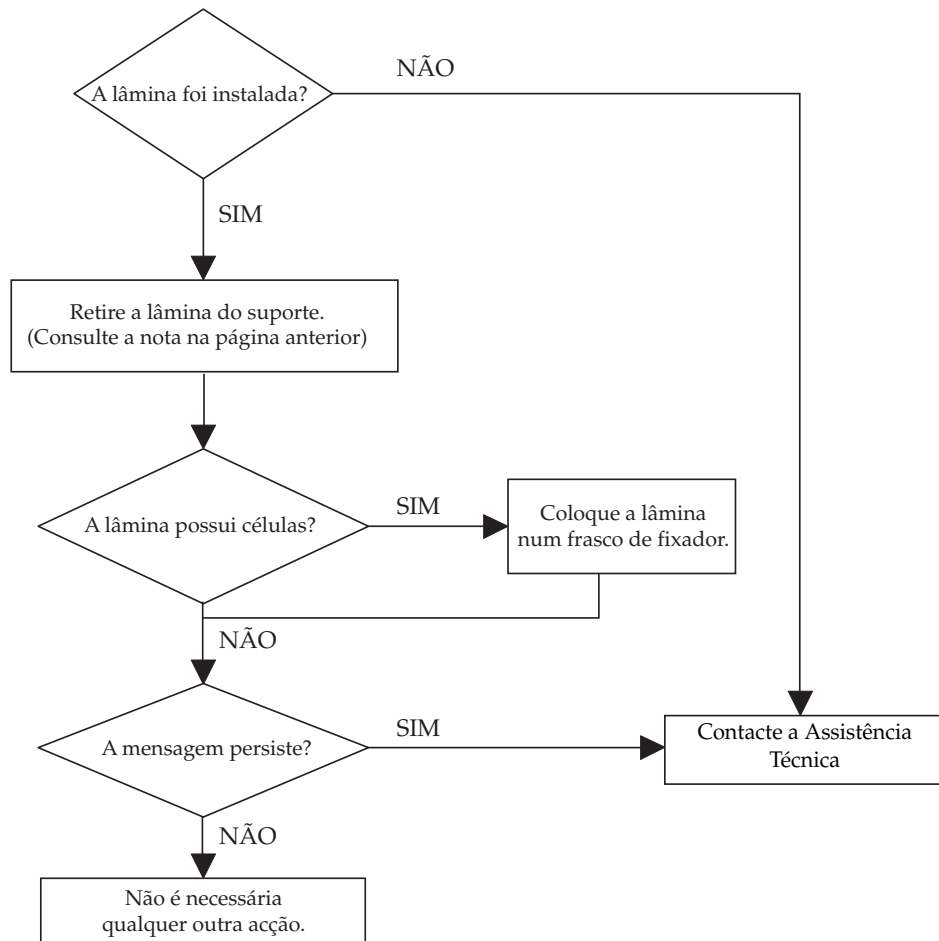 NÃO
A lâmina foi instalada?
SIM
Retire a lâmina do suporte.
(Consulte a nota na página anterior)
A lâmina possui células?
SIM
Coloque a lâmina
num frasco de fixador.
NÃO
A mensagem persiste?
SIM
Contacte a Assistência
Técnica
NÃO
Não é necessária
qualquer outra acção.